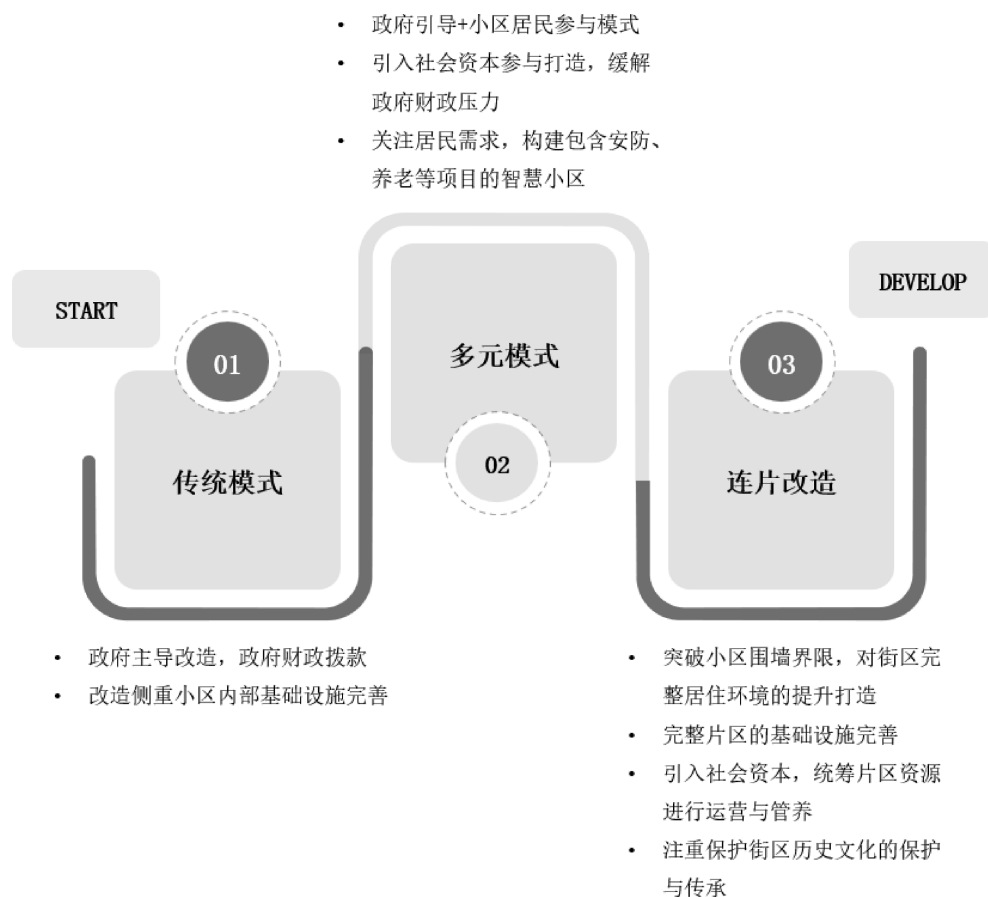 • 政府引导+小区居民参与模式
• 引入社会资本参与打造，缓解
政府财政压力
• 关注居民需求，构建包含安防、
养老等项目的智慧小区
START
01
传统模式
• 政府主导改造，政府财政拨款
• 改造侧重小区内部基础设施完善
多元模式
02
DEVELOP
03
连片改造
• 突破小区围墙界限，对街区完
整居住环境的提升打造
• 完整片区的基础设施完善
• 引入社会资本，统筹片区资源
进行运营与管养
• 注重保护街区历史文化的保护
与传承